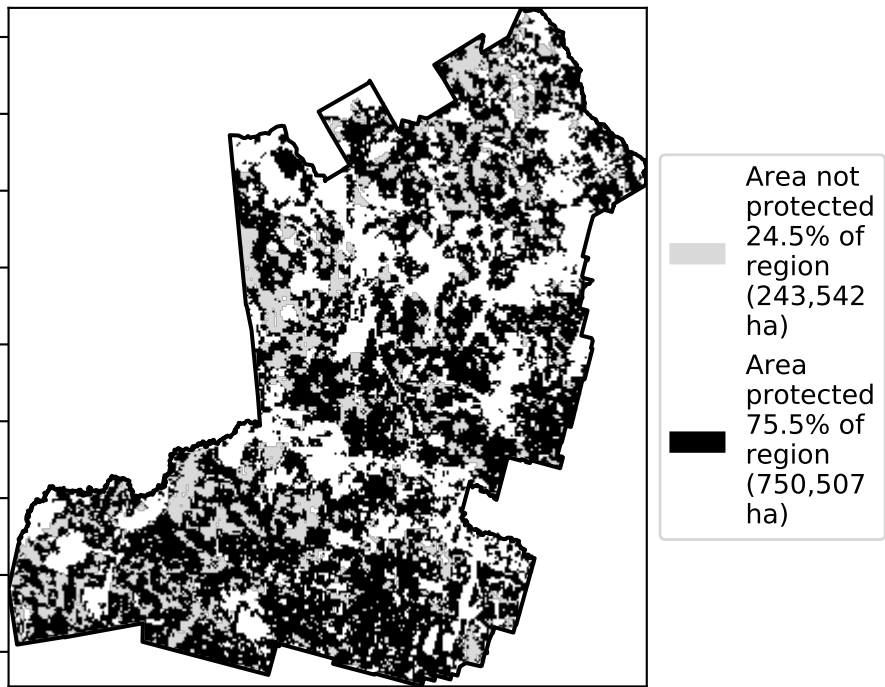 Area not
protected
24.5% of
region
(243,542
ha)
Area
protected
75.5% of
region
(750,507
ha)